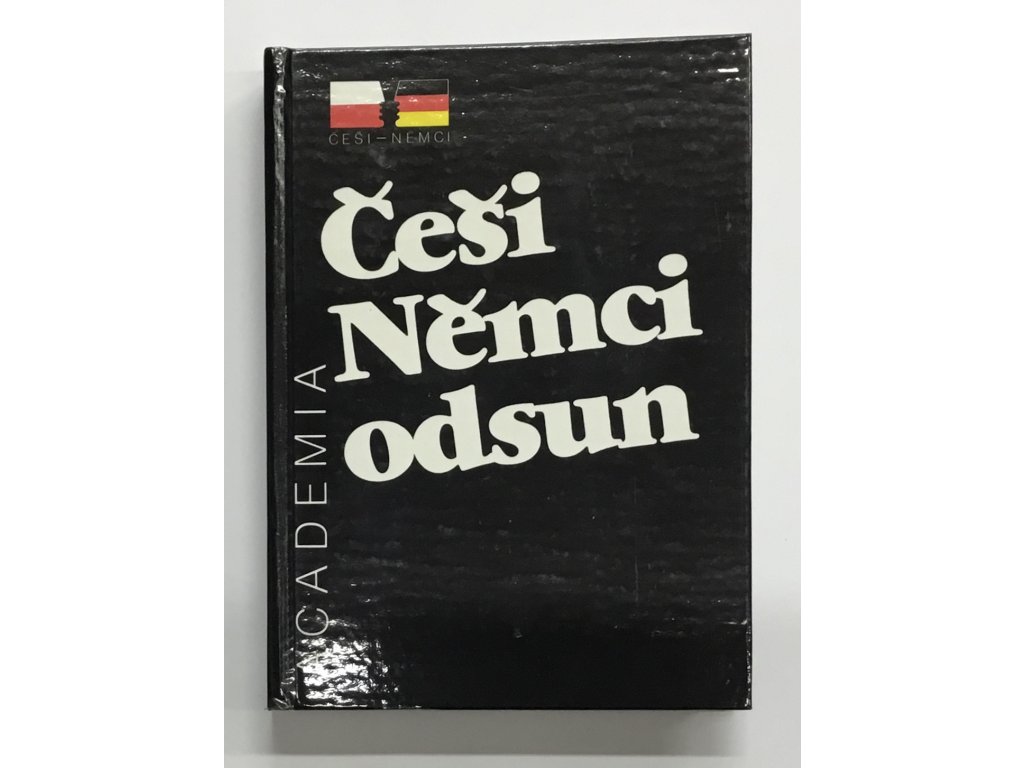 ČEŠI – NĚMCI
Češi
Němci
odsun
ACADEMIA